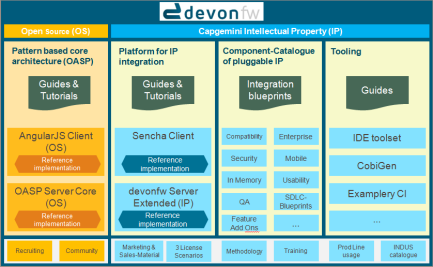 devonfw
Open Source (OS)
Capgemini Intellectual Property (IP)
Pattern based core
architecture (OASP)
Guides &
Tutorials
AngularJS Client
(OS)
Reference
implementation
OASP Server Core
(OS)
Reference
implementation
Platform for IP
integration
Guides &
Tutorials
Sencha Client
Reference
implementation
devonfw Server
Extended (IP)
Reference
implementation
Component-Catalogue
of pluggable IP
Integration
blueprints
Compatibility
Enterprise
Security
Mobile
In Memory
Usability
QA
SDLC-
Blueprints
Feature
Add Ons
...
Tooling
Guides
IDE toolset
CobiGen
Examplery CI
...
Recruiting
Community
Marketing &
Sales-Material
3 License
Scenarios
Methodology
Training
Prod Line
usage
INDUS
catalogue